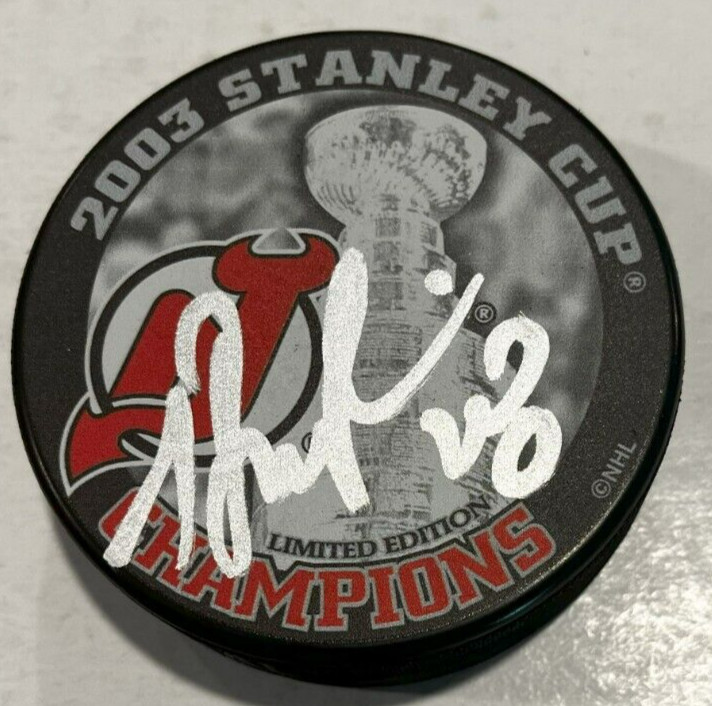 2003 STANLEY CUP®
®
©NHL
LIMITED EDITION
CHAMPIONS